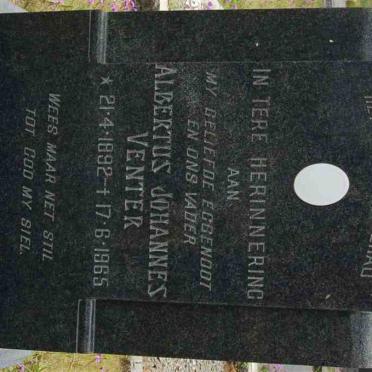 IN TERE HERINNERING
AAN
MY BELIEFDE EGGENOOT
EN ONS VADER
ALBERTUS JOHANNES
VENTER
★ 21·4·1892 – † 17·6·1965
WEES MAAR NET STIL
TOT GOD MY SIEL